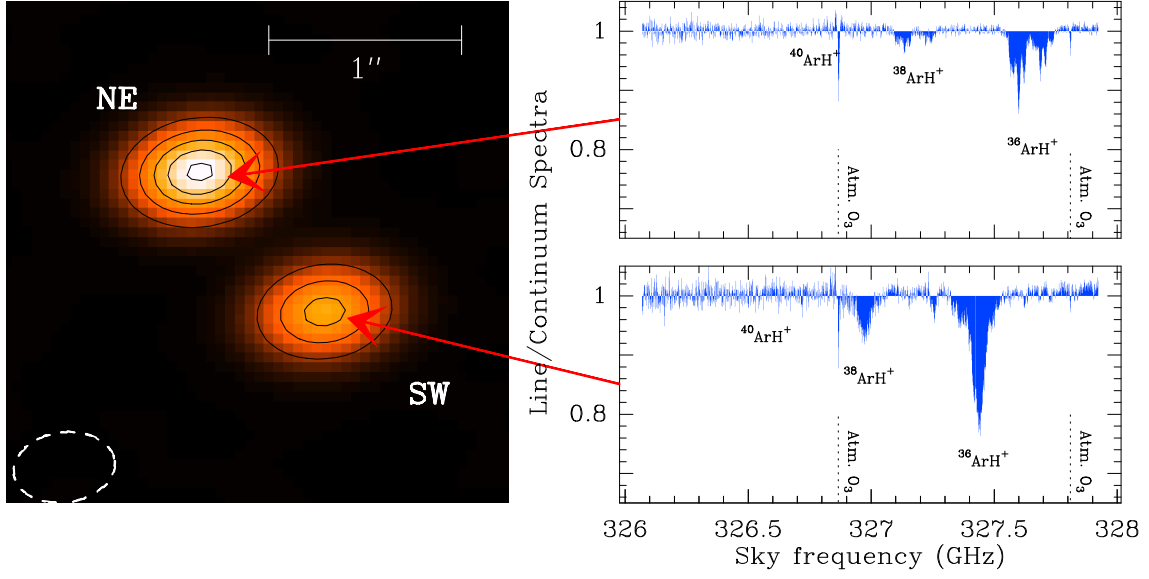 1″
NE
SW
Line/Continuum Spectra
1
0.8
⁴⁰ArH⁺
³⁸ArH⁺
³⁶ArH⁺
Atm. O₃
Atm. O₃
1
0.8
⁴⁰ArH⁺
³⁸ArH⁺
³⁶ArH⁺
Atm. O₃
Atm. O₃
326
326.5
327
327.5
328
Sky frequency (GHz)